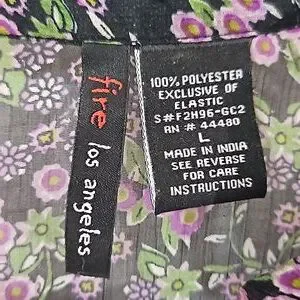 fire los angeles
100% POLYESTER
EXCLUSIVE OF
ELASTIC
S#F2H96-GC2
RN # 44480
L
MADE IN INDIA
SEE REVERSE
FOR CARE
INSTRUCTIONS